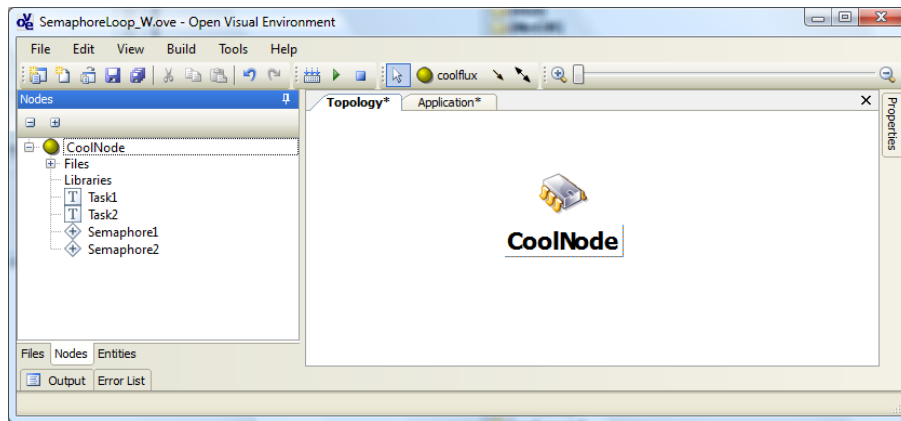 SemaphoreLoop_W.ove - Open Visual Environment
File Edit View Build Tools Help
coolflux
Nodes
Topology* Application*
Properties
CoolNode
Files
Libraries
T Task1
T Task2
Semaphore1
Semaphore2
CoolNode
Files Nodes Entities
Output Error List